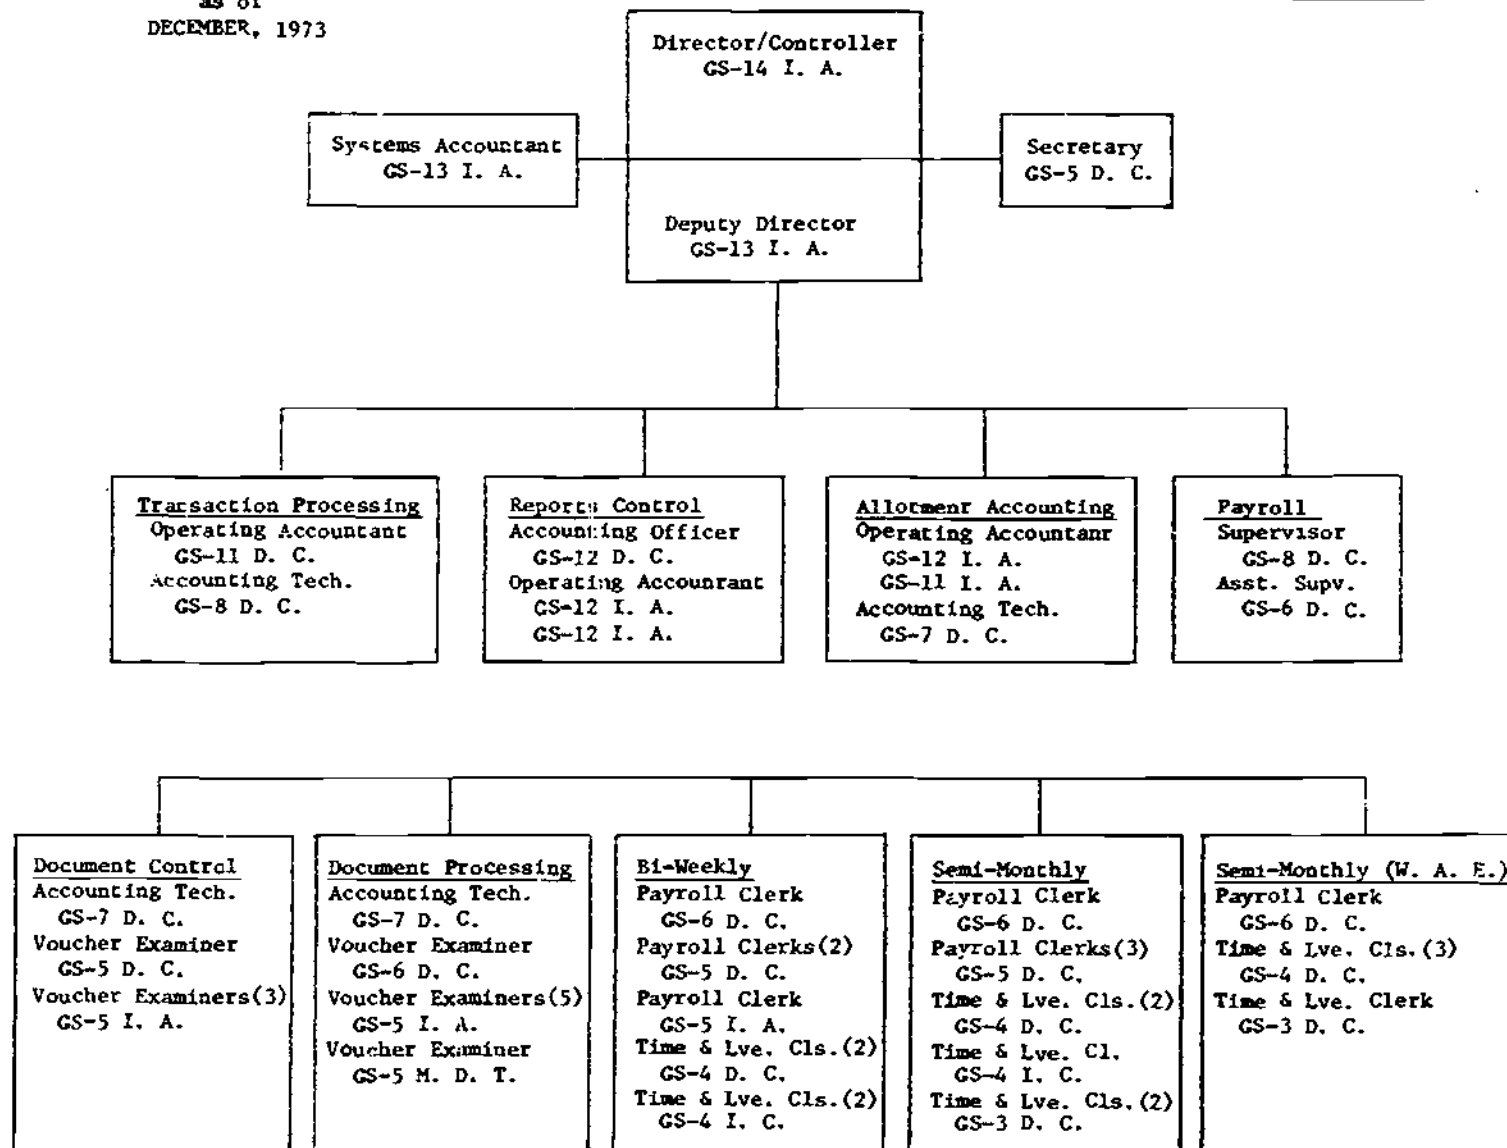 as of
DECEMBER, 1973
Director/Controller
GS-14 I. A.
Systems Accountant
GS-13 I. A.
Secretary
GS-5 D. C.
Deputy Director
GS-13 I. A.
Transaction Processing
Operating Accountant
GS-11 D. C.
Accounting Tech.
GS-8 D. C.
Reports Control
Accounting Officer
GS-12 D. C.
Operating Accountant
GS-12 I. A.
GS-12 I. A.
Allotment Accounting
Operating Accountant
GS-12 I. A.
GS-11 I. A.
Accounting Tech.
GS-7 D. C.
Payroll
Supervisor
GS-8 D. C.
Asst. Supv.
GS-6 D. C.
Document Control
Accounting Tech.
GS-7 D. C.
Voucher Examiner
GS-5 D. C.
Voucher Examiners(3)
GS-5 I. A.
Document Processing
Accounting Tech.
GS-7 D. C.
Voucher Examiner
GS-6 D. C.
Voucher Examiners(5)
GS-5 I. A.
Voucher Examiner
GS-5 M. D. T.
Bi-Weekly
Payroll Clerk
GS-6 D. C.
Payroll Clerks(2)
GS-5 D. C.
Payroll Clerk
GS-5 I. A.
Time & Lve. Cls.(2)
GS-4 D. C.
Time & Lve. Cls.(2)
GS-4 I. C.
Semi-Monthly
Payroll Clerk
GS-6 D. C.
Payroll Clerks(3)
GS-5 D. C.
Time & Lve. Cls.(2)
GS-4 D. C.
Time & Lve. Cl.
GS-4 I. C.
Time & Lve. Cls.(2)
GS-3 D. C.
Semi-Monthly (W. A. E.)
Payroll Clerk
GS-6 D. C.
Time & Lve. Cls.(3)
GS-4 D. C.
Time & Lve. Clerk
GS-3 D. C.